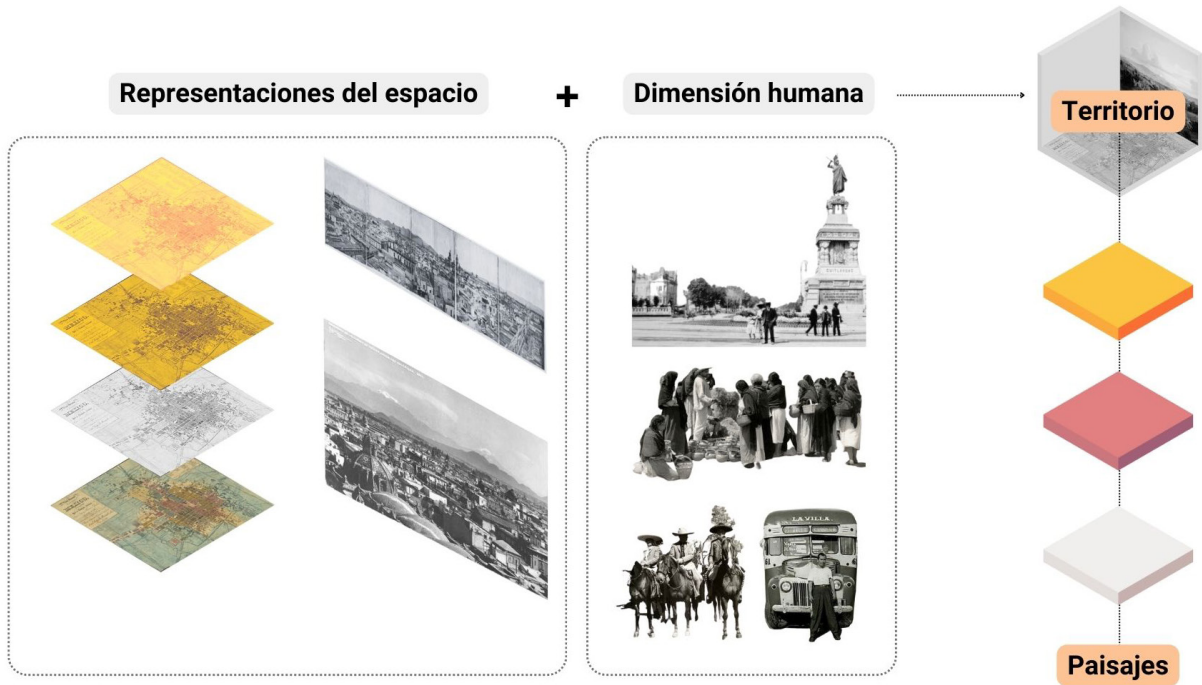 Representaciones del espacio
+
Dimensión humana
Territorio
LA VILLA
Paisajes